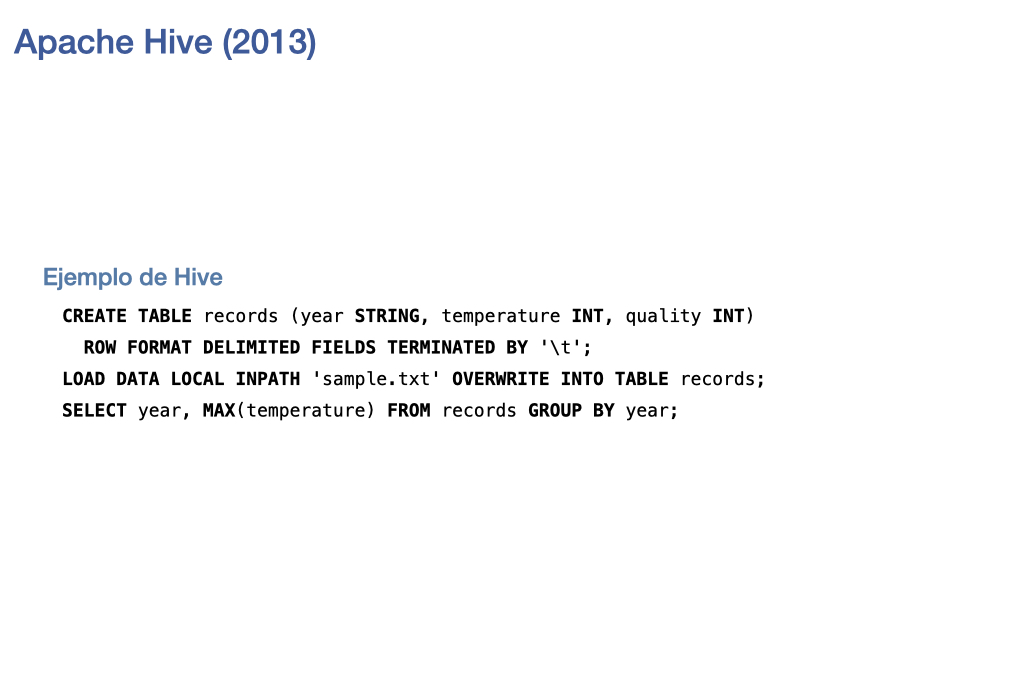 Apache Hive (2013)
Ejemplo de Hive
CREATE TABLE records (year STRING, temperature INT, quality INT)
ROW FORMAT DELIMITED FIELDS TERMINATED BY '\t';
LOAD DATA LOCAL INPATH 'sample.txt' OVERWRITE INTO TABLE records;
SELECT year, MAX(temperature) FROM records GROUP BY year;